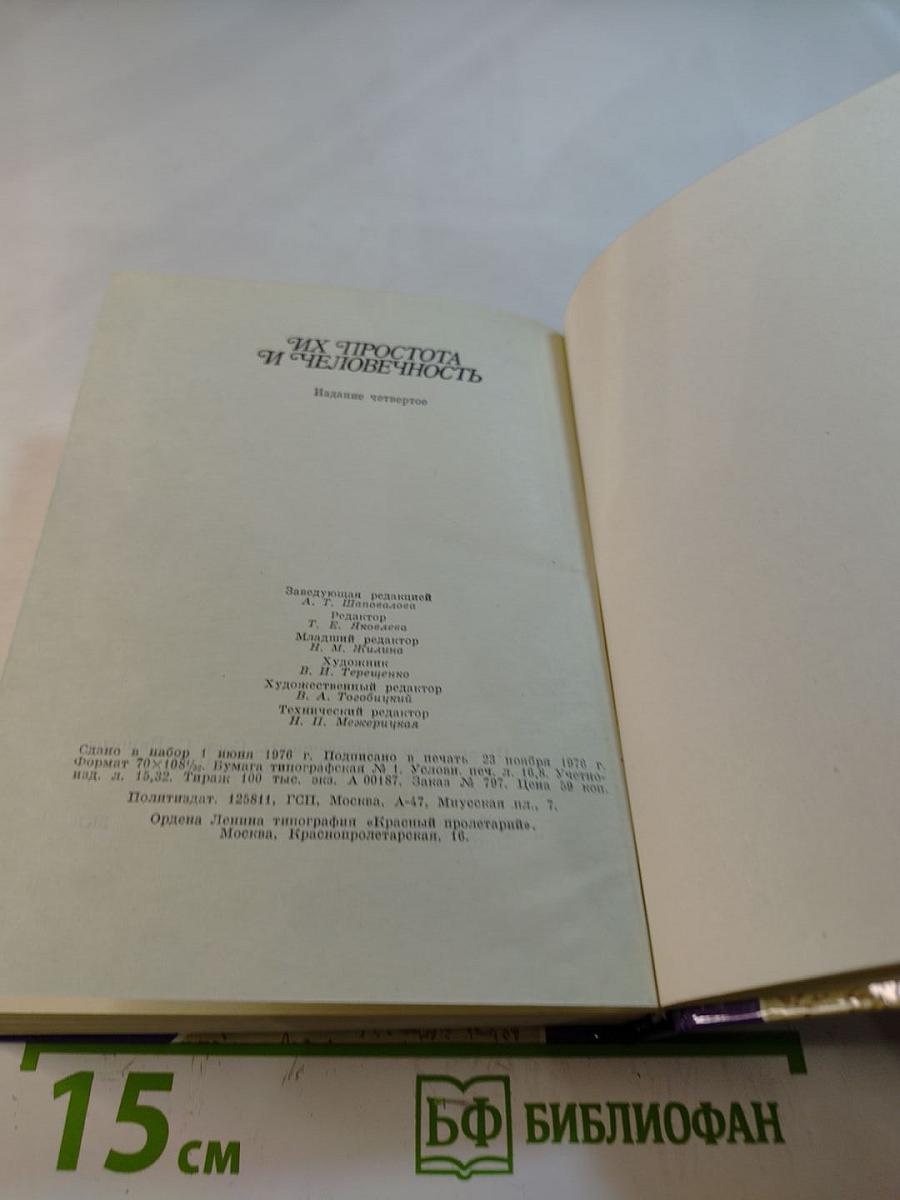 ИХ ПРОСТОТА
И ЧЕЛОВЕЧНОСТЬ
Издание четвертое
Заведующая редакцией
А. Т. Шаповалова
Редактор
Т. Е. Яковлева
Младший редактор
Н. М. Жилина
Художник
В. И. Терещенко
Художественный редактор
В. А. Тогобицкий
Технический редактор
Н. П. Межерицкая
Сдано в набор 1 июня 1976 г. Подписано в печать 23 ноября 1976 г.
Формат 70×108¹/₃₂. Бумага типографская № 1. Услови. печ. л. 16,8. Учетно-
изд. л. 15,32. Тираж 100 тыс. экз. А 00187. Заказ № 797. Цена 59 коп.
Политиздат. 125811, ГСП, Москва, А-47, Миусская пл., 7.
Ордена Ленина типография «Красный пролетарий».
Москва, Краснопролетарская, 16.
15 см
БФ БИБЛИОФАН